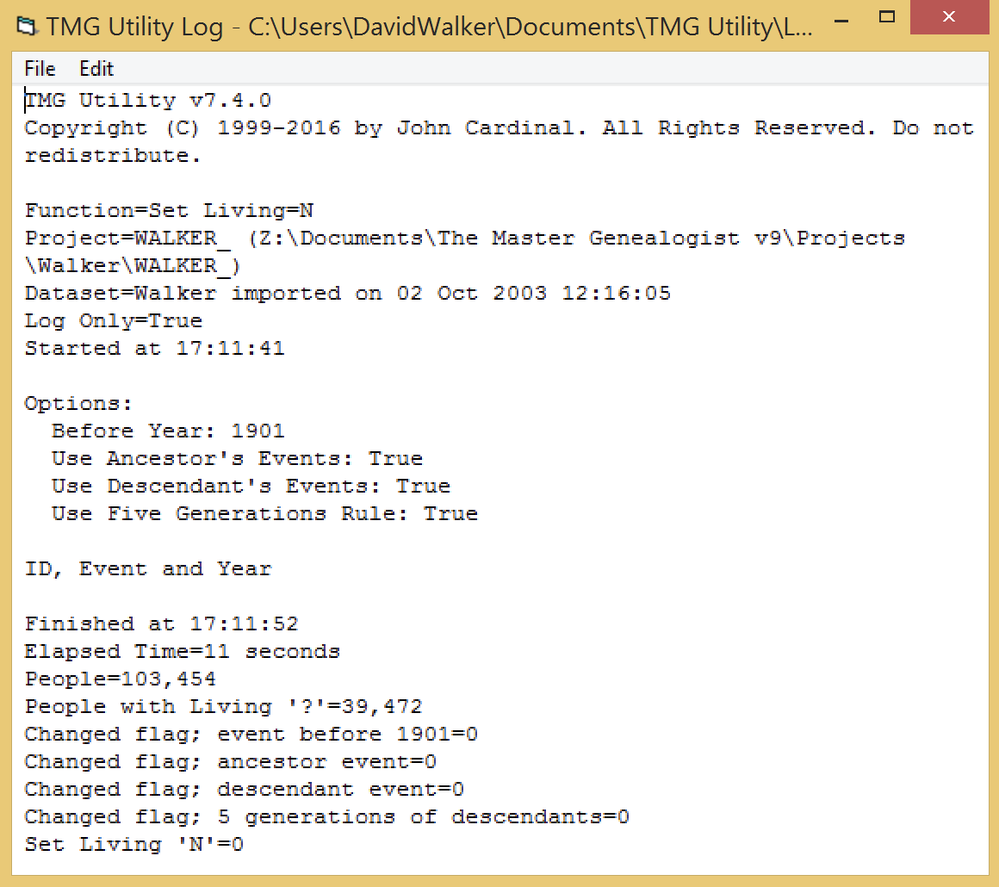 TMG Utility Log - C:\Users\DavidWalker\Documents\TMG Utility\L...
File Edit
TMG Utility v7.4.0
Copyright (C) 1999-2016 by John Cardinal. All Rights Reserved. Do not
redistribute.
Function=Set Living=N
Project=WALKER_ (Z:\Documents\The Master Genealogist v9\Projects
\Walker\WALKER_)
Dataset=Walker imported on 02 Oct 2003 12:16:05
Log Only=True
Started at 17:11:41
Options:
Before Year: 1901
Use Ancestor's Events: True
Use Descendant's Events: True
Use Five Generations Rule: True
ID, Event and Year
Finished at 17:11:52
Elapsed Time=11 seconds
People=103,454
People with Living '?'=39,472
Changed flag; event before 1901=0
Changed flag; ancestor event=0
Changed flag; descendant event=0
Changed flag; 5 generations of descendants=0
Set Living 'N'=0